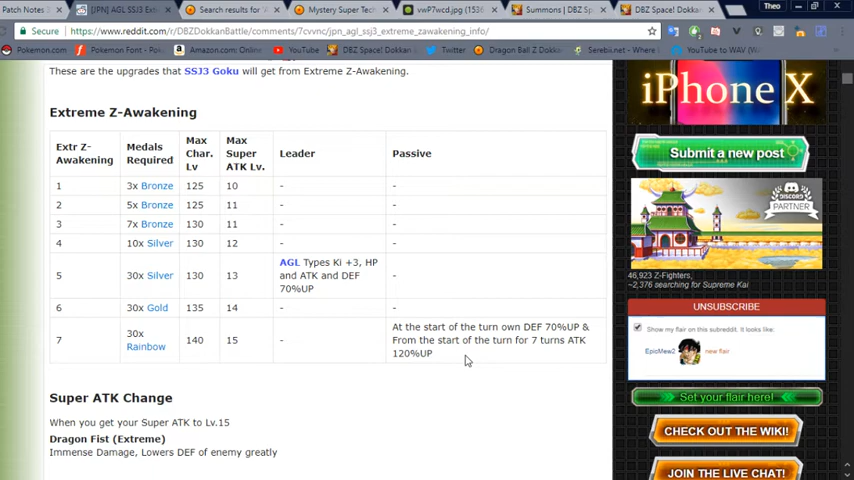 Patch Notes
[JPN] AGL SSJ3 Ex
Search results for
Mystery Super Tech
vwP7wcd.jpg (1536
Summons | DBZ Sp
DBZ Space! Dokkan
Theo
Secure https://www.reddit.com/r/DBZDokkanBattle/comments/7cvvnc/jpn_agl_ssj3_extreme_zawakening_info/
Pokemon.com
Pokemon Font - Free
Amazon.com: Online
DBZ Space! Dokkan
Twitter
Dragon Ball Z Dokk
Serebii.net - Where
YouTube to WAV (W
These are the upgrades that SSJ3 Goku will get from Extreme Z-Awakening.
Extreme Z-Awakening
Extr Z-Awakening
Medals Required
Max Char. Lv
Max Super ATK Lv.
Leader
Passive
1 3x Bronze 125 10 - -
2 5x Bronze 125 11 - -
3 7x Bronze 130 11 - -
4 10x Silver 130 12 - -
5 30x Silver 130 13 AGL Types Ki +3, HP and ATK and DEF 70%UP -
6 30x Gold 135 14 - -
7 30x Rainbow 140 15 - At the start of the turn own DEF 70%UP & From the start of the turn for 7 turns ATK 120%UP
Super ATK Change
When you get your Super ATK to Lv.15
Dragon Fist (Extreme)
Immense Damage, Lowers DEF of enemy greatly
iPhone X
Submit a new post
DISCORD
PARTNER
46,923 Z-Fighters,
~2,376 searching for Supreme Kai
UNSUBSCRIBE
Show my flair on this subreddit. It looks like:
EpicMew2 new flair
Set your flair here!
CHECK OUT THE WIKI!
JOIN THE LIVE CHAT!